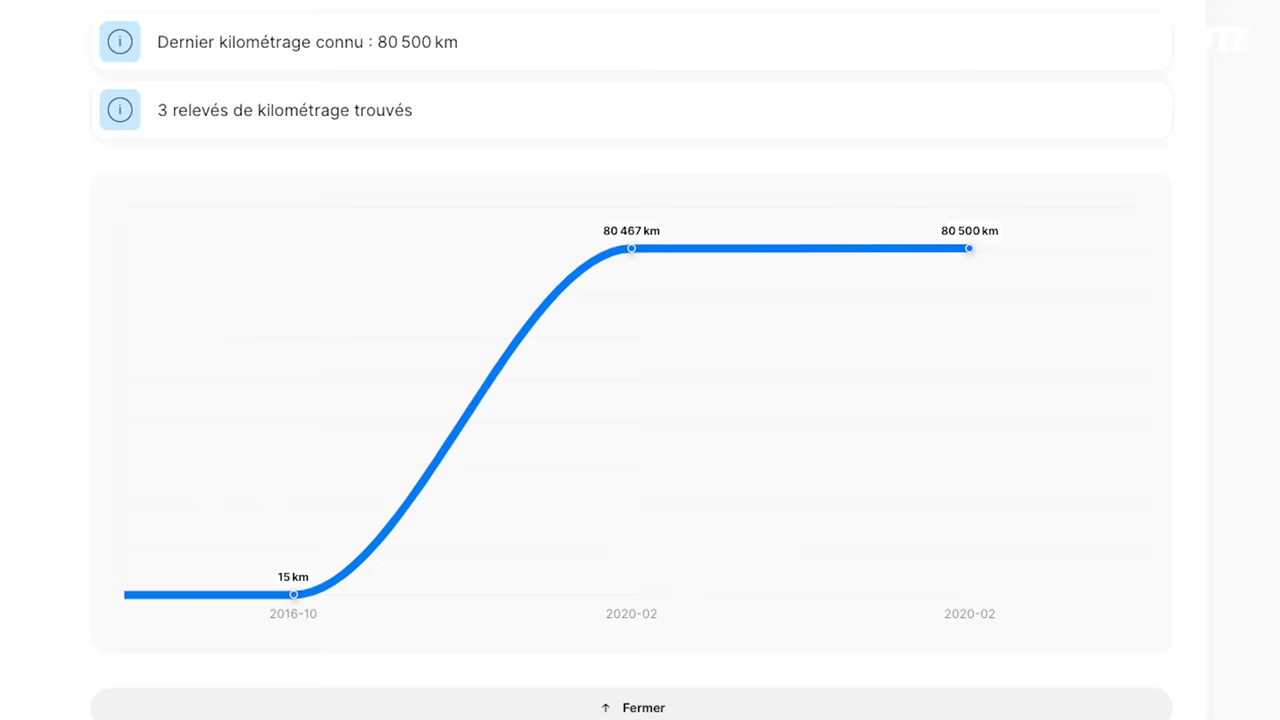 Dernier kilométrage connu : 80 500 km
3 relevés de kilométrage trouvés
80 467 km
80 500 km
15 km
2016-10
2020-02
2020-02
Fermer